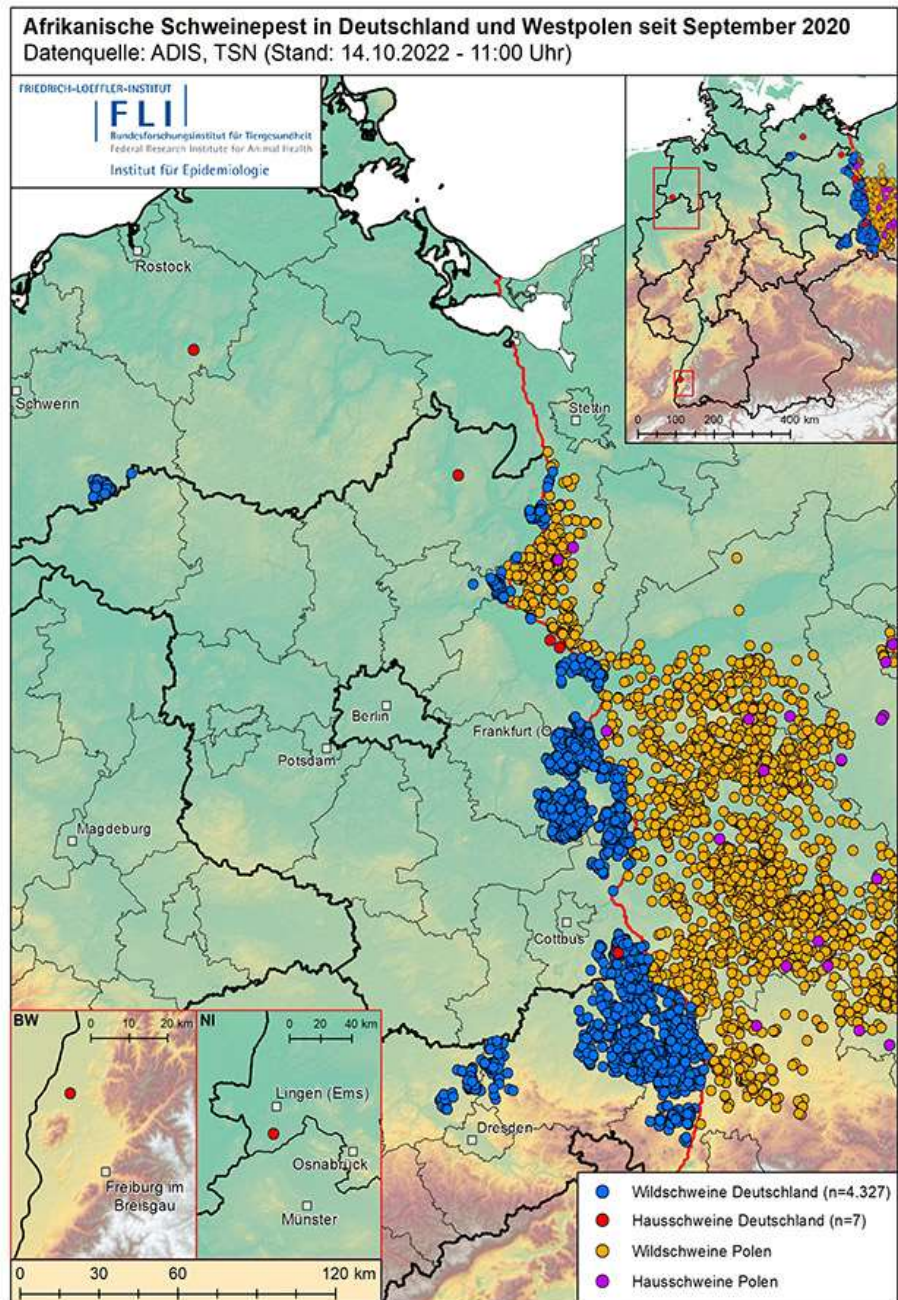 Afrikanische Schweinepest in Deutschland und Westpolen seit September 2020
Datenquelle: ADIS, TSN (Stand: 14.10.2022 - 11:00 Uhr)
FRIEDRICH-LOEFFLER-INSTITUT
FLI
Bundesforschungsinstitut für Tiergesundheit
Federal Research Institute for Animal Health
Institut für Epidemiologie
Rostock
Schwerin
Stettin
0 100 200 400 km
Berlin
Frankfurt (O
Potsdam
Magdeburg
Cottbus
Dresden
BW
0 10 20 km
Freiburg im
Breisgau
NI
0 20 40 km
Lingen (Ems)
Osnabrück
Münster
Wildschweine Deutschland (n=4.327)
Hausschweine Deutschland (n=7)
Wildschweine Polen
Hausschweine Polen
0 30 60 120 km